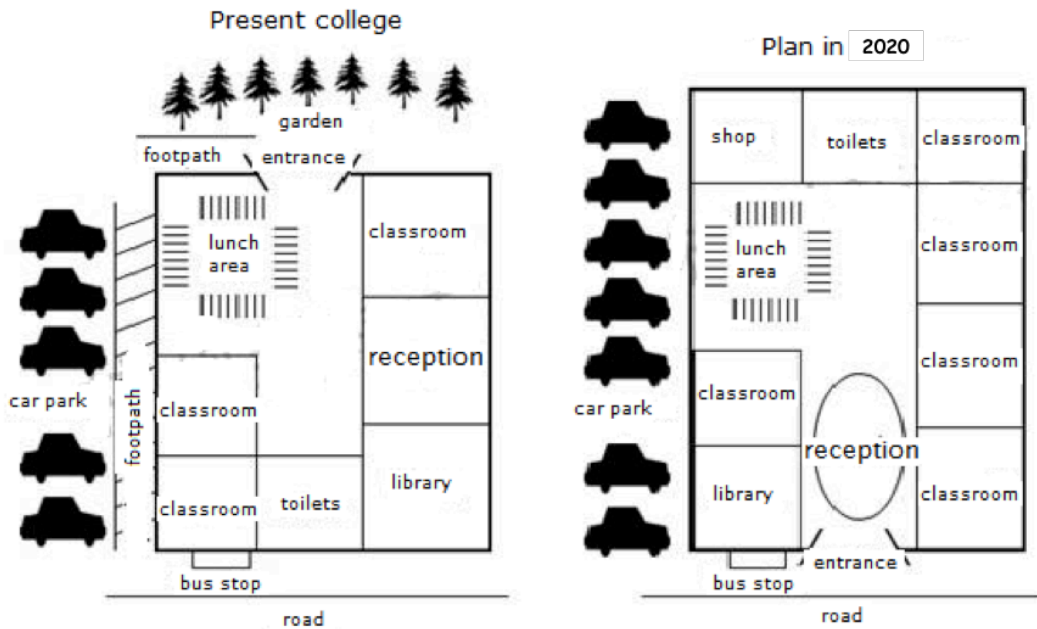 Present college
garden
footpath
entrance
lunch
area
classroom
reception
car park
footpath
classroom
classroom
toilets
library
bus stop
road
Plan in 2020
shop
toilets
classroom
lunch
area
classroom
classroom
car park
classroom
reception
library
classroom
entrance
bus stop
road